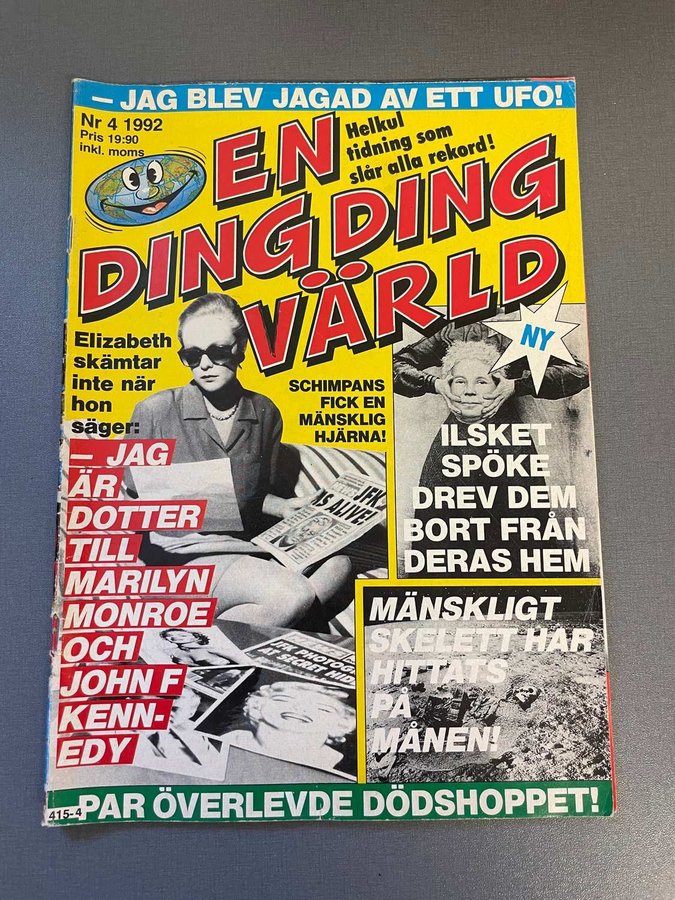 – JAG BLEV JAGAD AV ETT UFO!
Nr 4 1992
Pris 19:90
inkl. moms
Helkul
tidning som
slår alla rekord!
EN
DING DING
VÄRLD
NY
Elizabeth
skämtar
inte när
hon
säger:
– JAG
ÄR
DOTTER
TILL
MARILYN
MONROE
OCH
JOHN F
KENN-
EDY
SCHIMPANS
FICK EN
MÄNSKLIG
HJÄRNA!
JFK
IS ALIVE!
ILSKET
SPÖKE
DREV DEM
BORT FRÅN
DERAS HEM
MÄNSKLIGT
SKELETT HAR
HITTATS
PÅ
MÅNEN!
415-4
PAR ÖVERLEVDE DÖDSHOPPET!